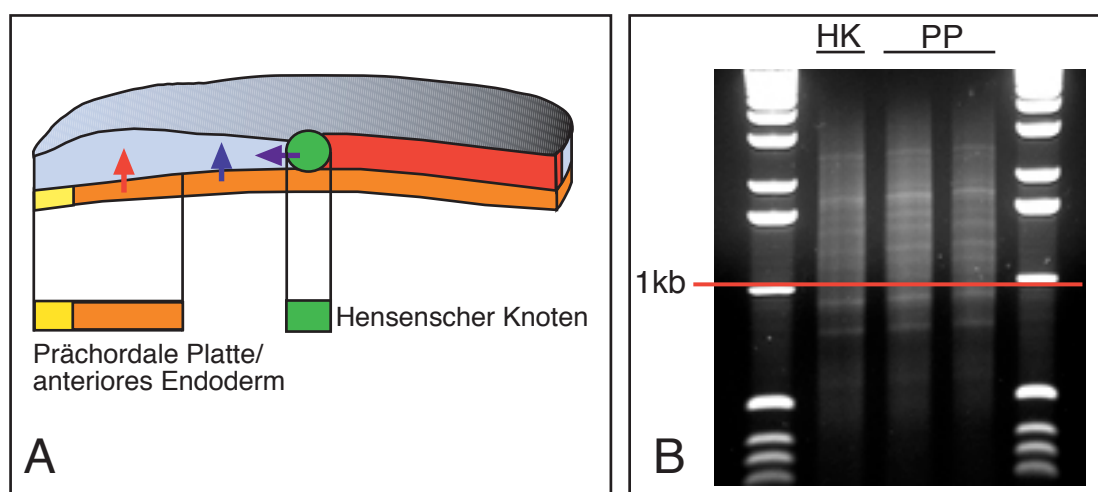 Hensenscher Knoten
Prächordale Platte/
anteriores Endoderm
A
HK PP
1kb
B